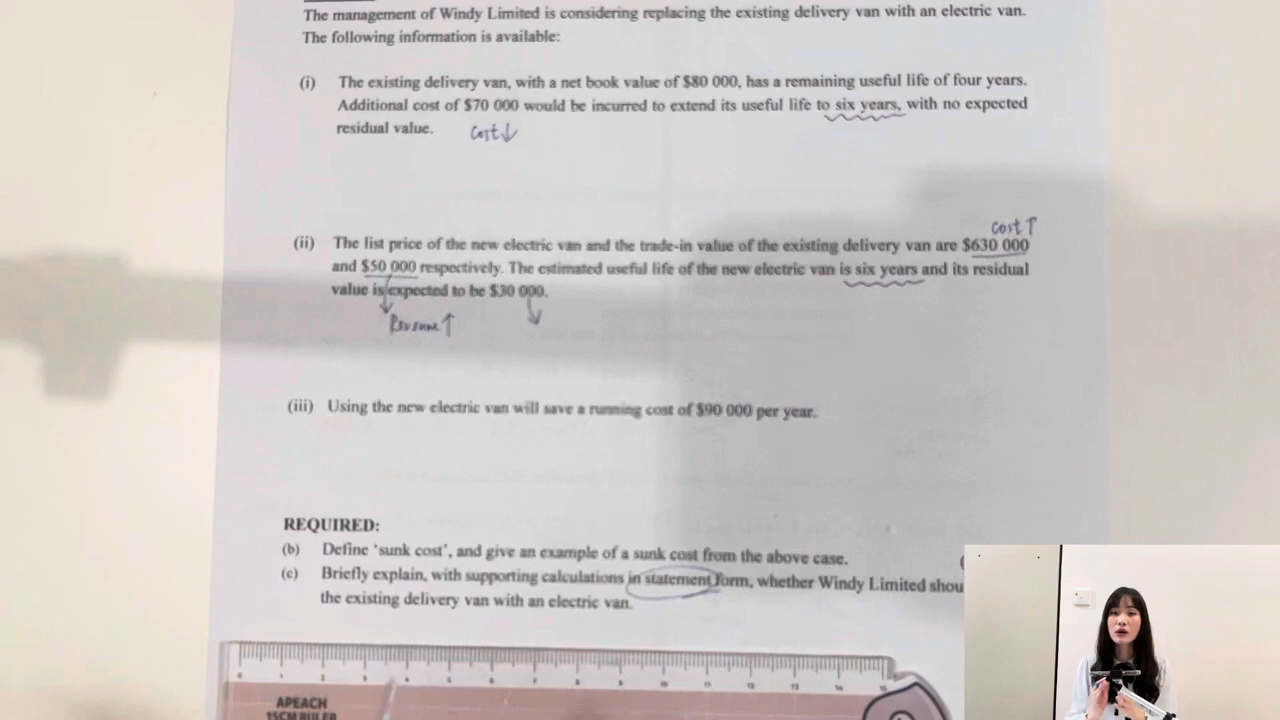 The management of Windy Limited is considering replacing the existing delivery van with an electric van.
The following information is available:
(i) The existing delivery van, with a net book value of $80 000, has a remaining useful life of four years.
Additional cost of $70 000 would be incurred to extend its useful life to six years, with no expected
residual value.
Cost↓
Cost↑
(ii) The list price of the new electric van and the trade-in value of the existing delivery van are $630 000
and $50 000 respectively. The estimated useful life of the new electric van is six years and its residual
value is expected to be $30 000.
Revenue↑
(iii) Using the new electric van will save a running cost of $90 000 per year.
REQUIRED:
(b) Define ‘sunk cost’, and give an example of a sunk cost from the above case.
(c) Briefly explain, with supporting calculations in statement form, whether Windy Limited shou
the existing delivery van with an electric van.
APEACH
15CM RULER